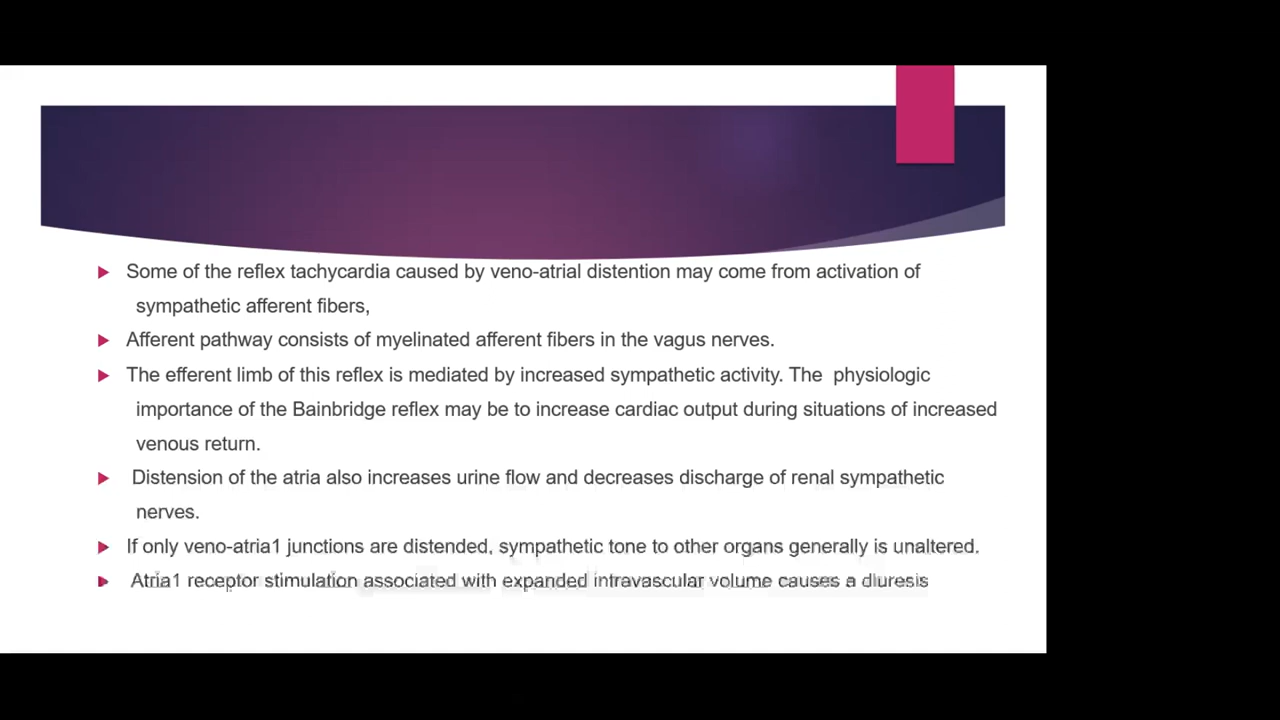 Some of the reflex tachycardia caused by veno-atrial distention may come from activation of
sympathetic afferent fibers,
Afferent pathway consists of myelinated afferent fibers in the vagus nerves.
The efferent limb of this reflex is mediated by increased sympathetic activity. The physiologic
importance of the Bainbridge reflex may be to increase cardiac output during situations of increased
venous return.
Distension of the atria also increases urine flow and decreases discharge of renal sympathetic
nerves.
If only veno-atria1 junctions are distended, sympathetic tone to other organs generally is unaltered.
Atria1 receptor stimulation associated with expanded intravascular volume causes a diuresis